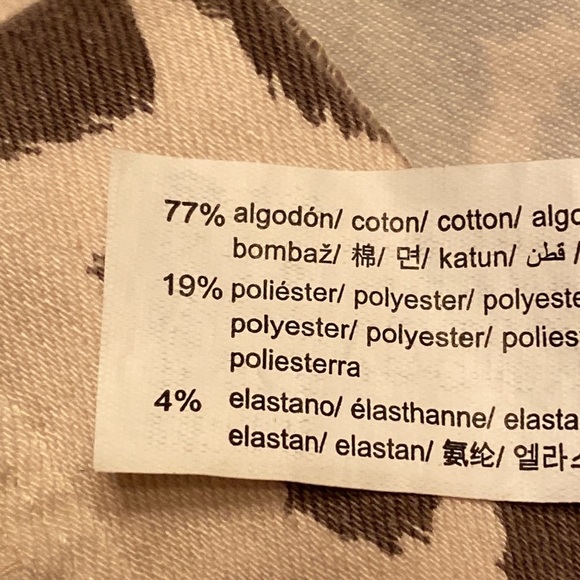 77% algodón/ coton/ cotton/
bombaž/ 棉/ 면/ katun/ قطن /
19% poliéster/ polyester/
polyester/ polyester/
poliesterra
4% elastano/ élasthanne/
elastan/ elastan/ 氨纶/